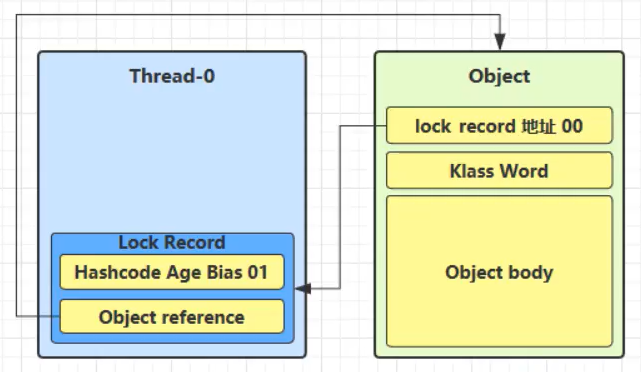 Thread-0
Lock Record
Hashcode Age Bias 01
Object reference
Object
lock record 地址 00
Klass Word
Object body